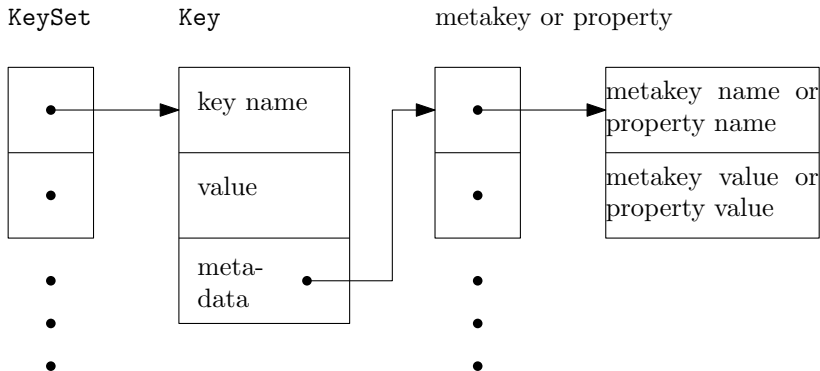 KeySet Key metakey or property
key name
value
meta-
data
metakey name or
property name
metakey value or
property value